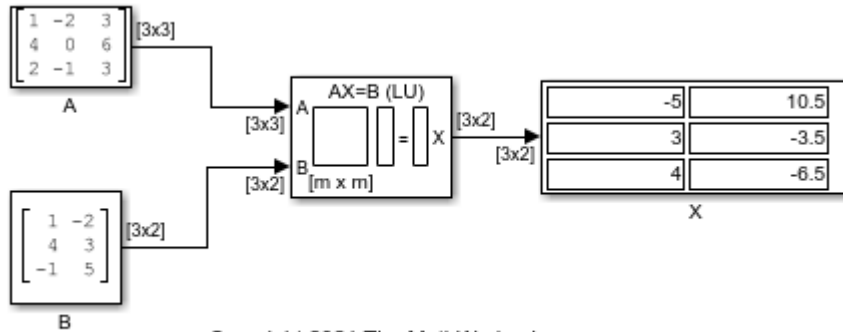 1 -2 3
4 0 6
2 -1 3
A
[3x3]
[3x3]
1 -2
4 3
-1 5
B
[3x2]
[3x2]
AX=B (LU)
A
B
= X
[m x m]
[3x2]
[3x2]
-5 10.5
3 -3.5
4 -6.5
X